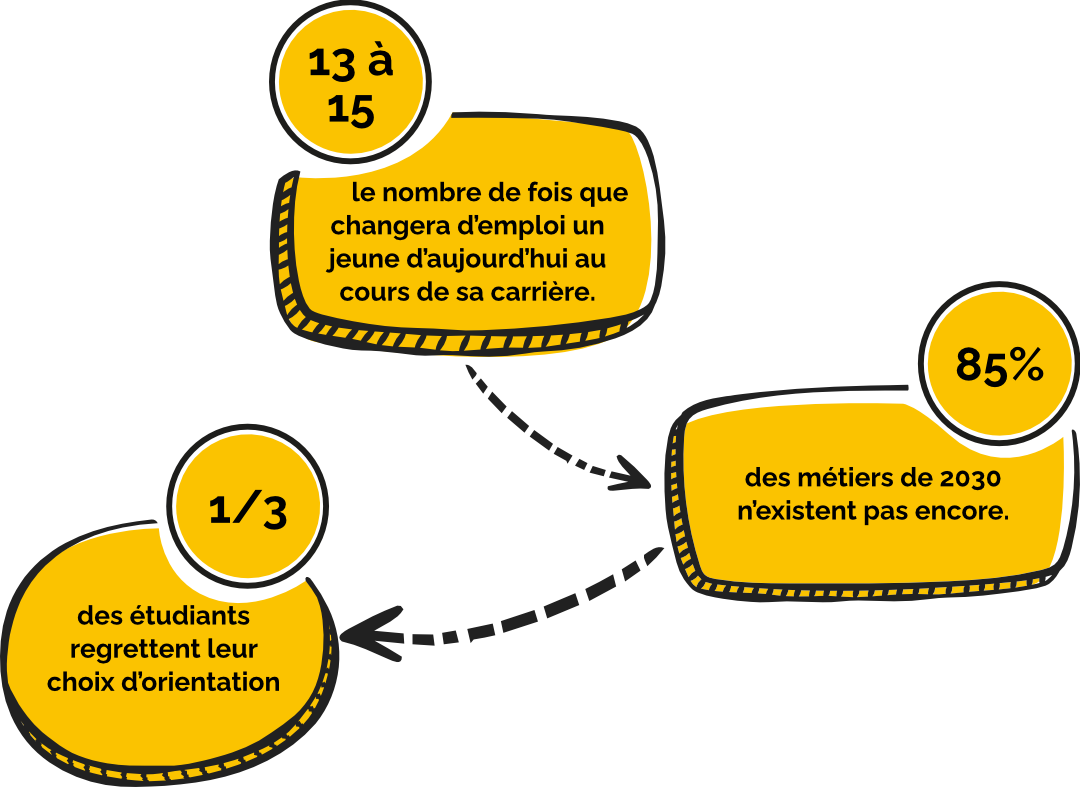 13 à
15
le nombre de fois que
changera d’emploi un
jeune d’aujourd’hui au
cours de sa carrière.
85%
des métiers de 2030
n’existent pas encore.
1/3
des étudiants
regrettent leur
choix d’orientation